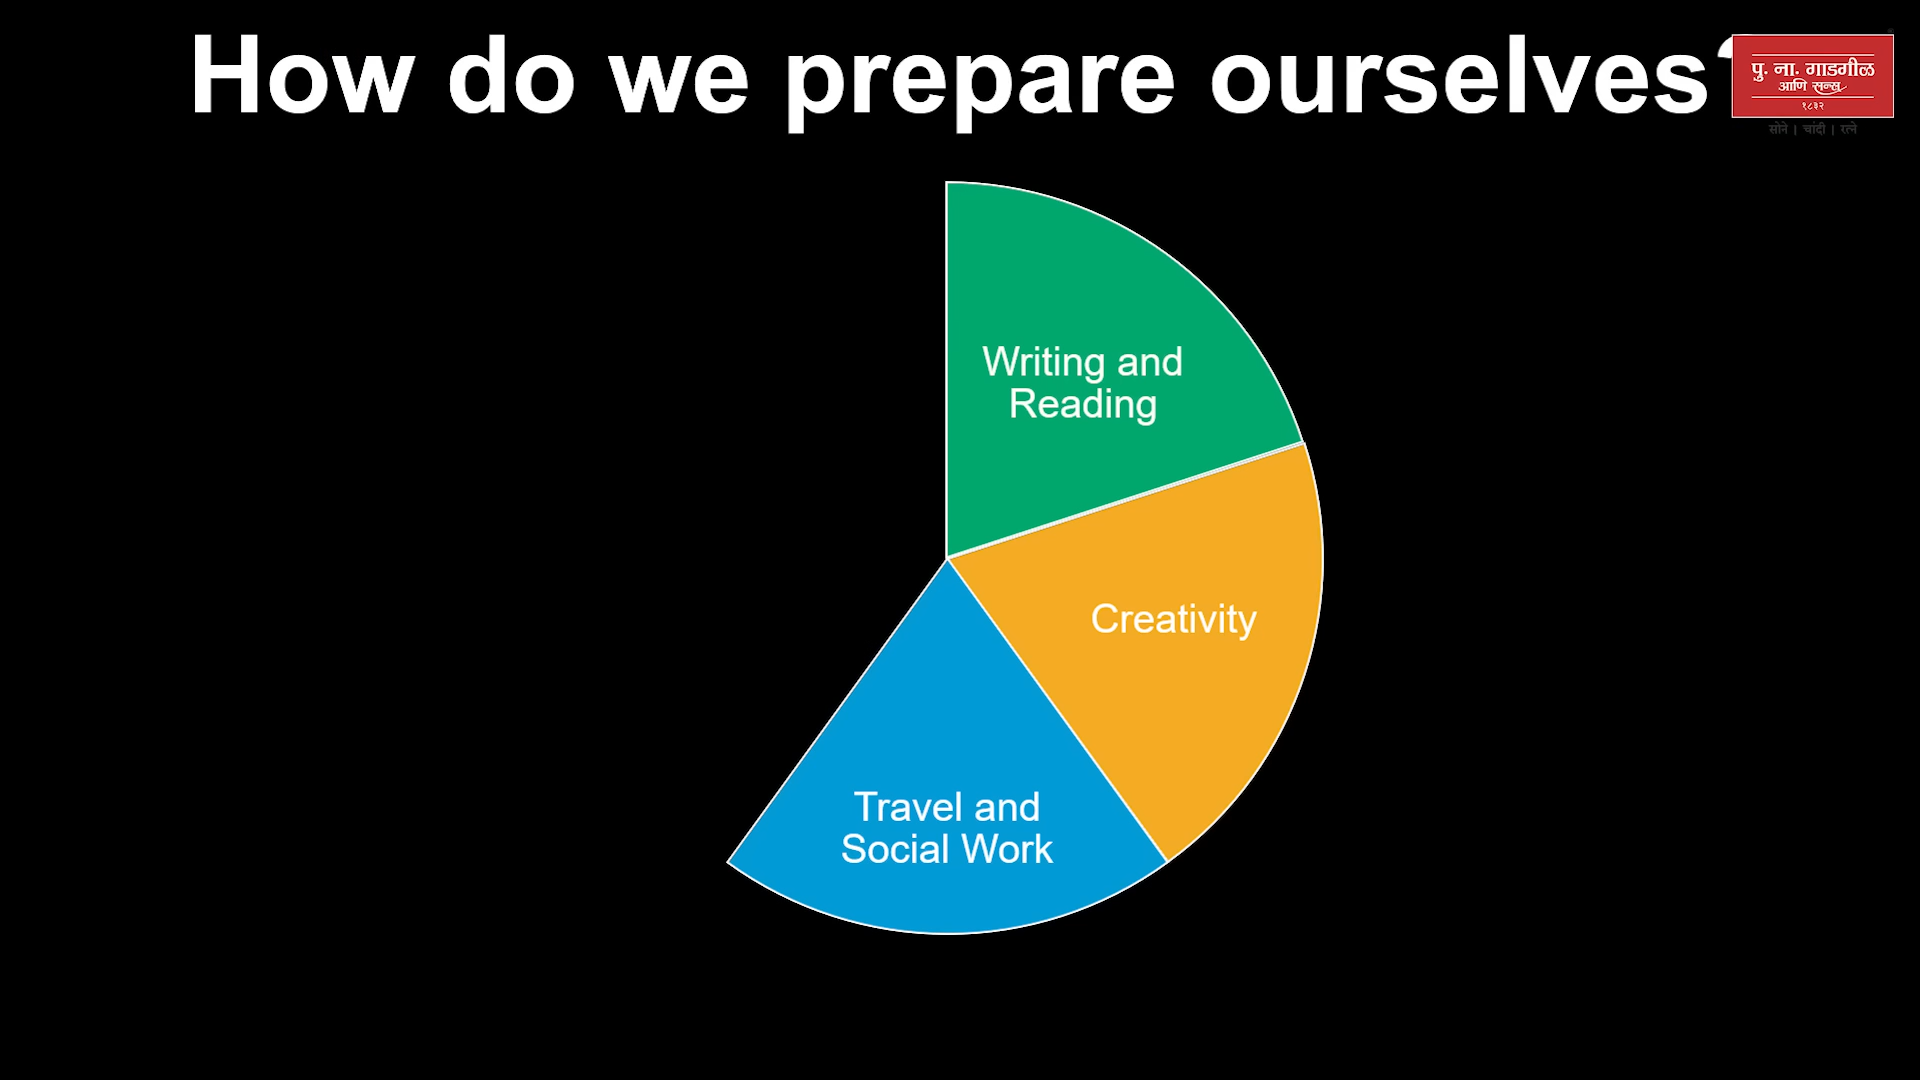 How do we prepare ourselves?
पु. ना. गाडगीळ
आणि सन्स
१८३२
सोने | चांदी | रत्ने
Writing and
Reading
Creativity
Travel and
Social Work